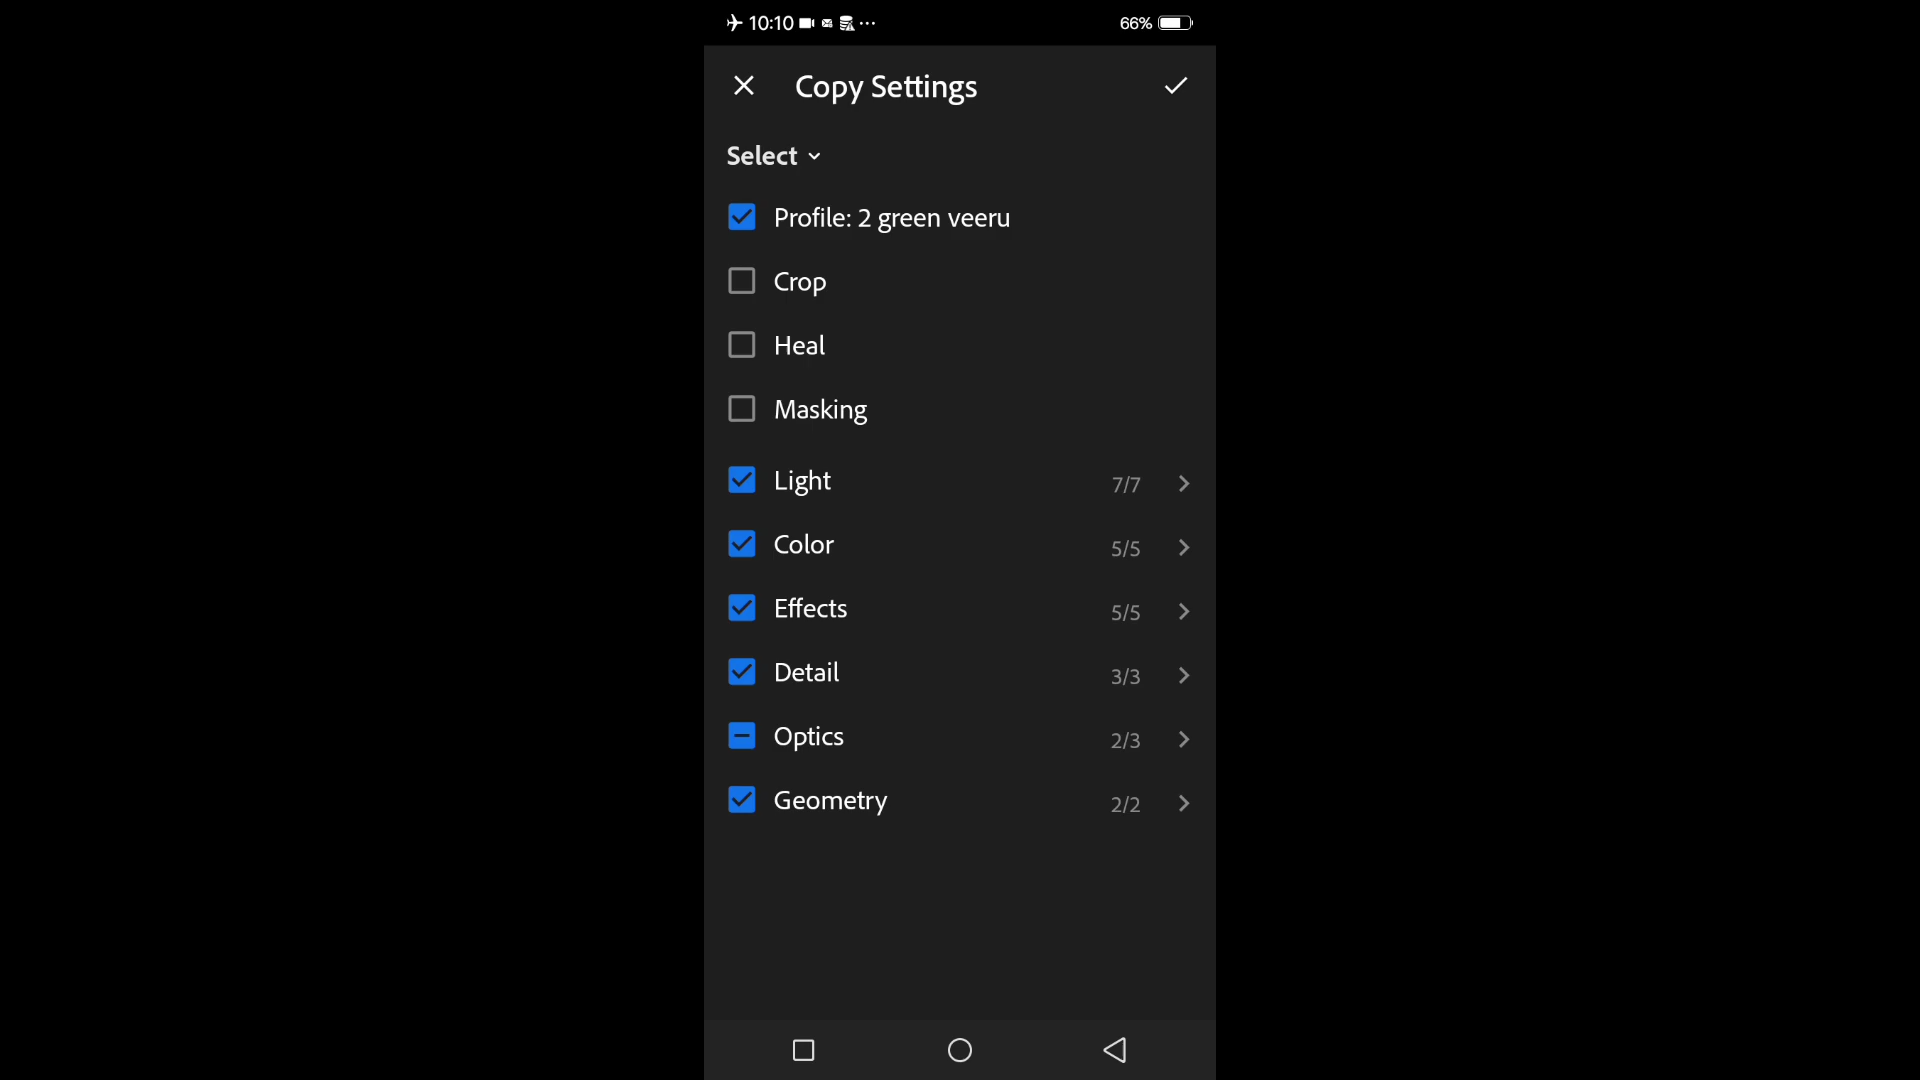 10:10
66%
Copy Settings
Select
Profile: 2 green veeru
Crop
Heal
Masking
Light 7/7
Color 5/5
Effects 5/5
Detail 3/3
Optics 2/3
Geometry 2/2